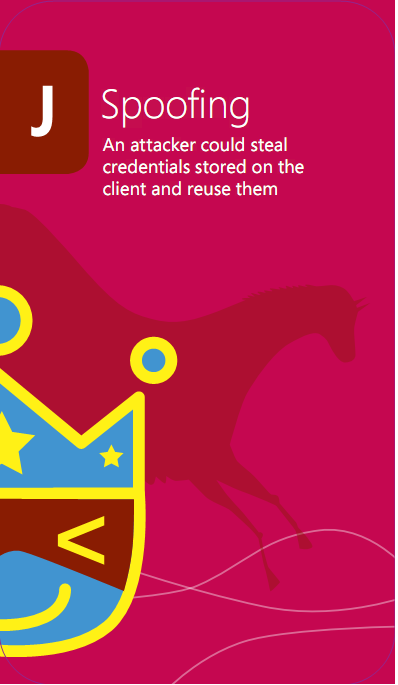 J
Spoofing
An attacker could steal
credentials stored on the
client and reuse them